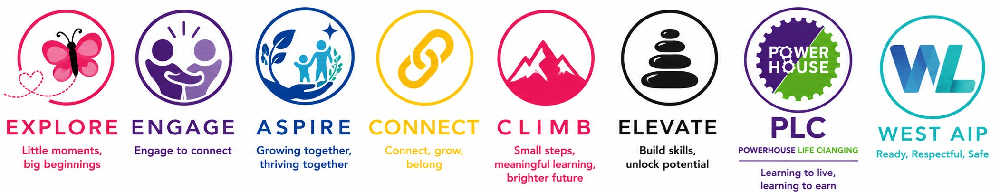 EXPLORE
Little moments,
big beginnings
ENGAGE
Engage to connect
ASPIRE
Growing together,
thriving together
CONNECT
Connect, grow,
belong
CLIMB
Small steps,
meaningful learning,
brighter future
ELEVATE
Build skills,
unlock potential
POWER
HOUSE
PLC
POWERHOUSE LIFE CHANGING
Learning to live,
learning to earn
WL
WEST AIP
Ready, Respectful, Safe